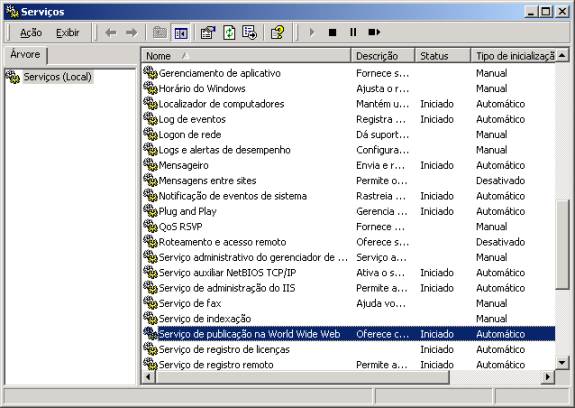 Serviços
Ação Exibir
Árvore
Serviços (Local)
Nome Descrição Status Tipo de inicializaçã
Gerenciamento de aplicativo Fornece s... Manual
Horário do Windows Ajusta o r... Manual
Localizador de computadores Mantém u... Iniciado Automático
Log de eventos Registra ... Iniciado Automático
Logon de rede Dá suport... Manual
Logs e alertas de desempenho Configura... Manual
Mensageiro Envia e r... Iniciado Automático
Mensagens entre sites Permite o... Desativado
Notificação de eventos de sistema Rastreia ... Iniciado Automático
Plug and Play Gerencia ... Iniciado Automático
QoS RSVP Fornece ... Manual
Roteamento e acesso remoto Oferece s... Desativado
Serviço administrativo do gerenciador de ... Serviço a... Manual
Serviço auxiliar NetBIOS TCP/IP Ativa o s... Iniciado Automático
Serviço de administração do IIS Permite a... Iniciado Automático
Serviço de fax Ajuda vo... Manual
Serviço de indexação Manual
Serviço de publicação na World Wide Web Oferece c... Iniciado Automático
Serviço de registro de licenças Iniciado Automático
Serviço de registro remoto Permite a... Iniciado Automático